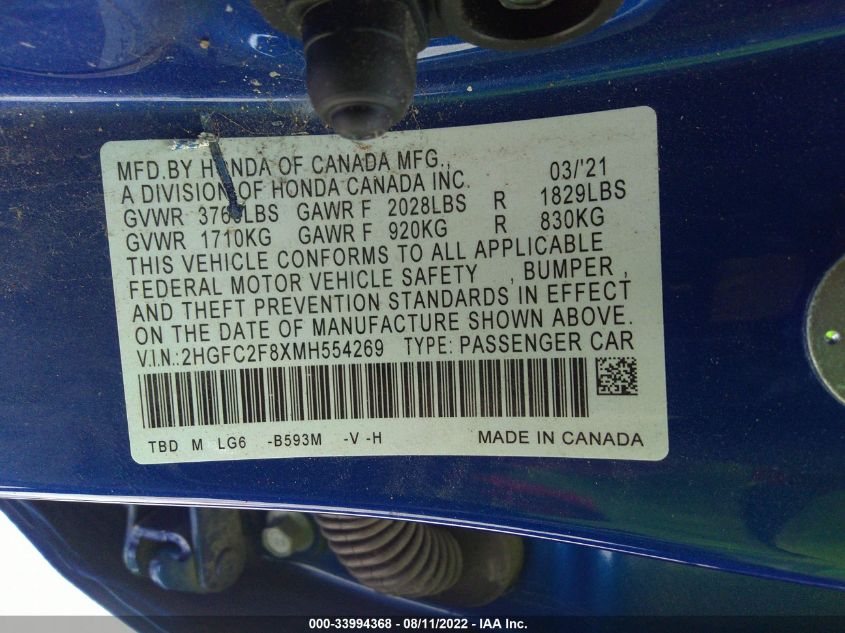 MFD.BY HONDA OF CANADA MFG., 03/'21
A DIVISION OF HONDA CANADA INC.
GVWR GAWR F 2028LBS R 1829LBS
GVWR 1710KG GAWR F 920KG R 830KG
THIS VEHICLE CONFORMS TO ALL APPLICABLE
FEDERAL MOTOR VEHICLE SAFETY , BUMPER ,
AND THEFT PREVENTION STANDARDS IN EFFECT
ON THE DATE OF MANUFACTURE SHOWN ABOVE.
V.I.N.:2HGFC2F8XMH554269 TYPE: PASSENGER CAR
TBD M LG6 -B593M -V -H MADE IN CANADA
000-33994368 - 08/11/2022 - IAA Inc.